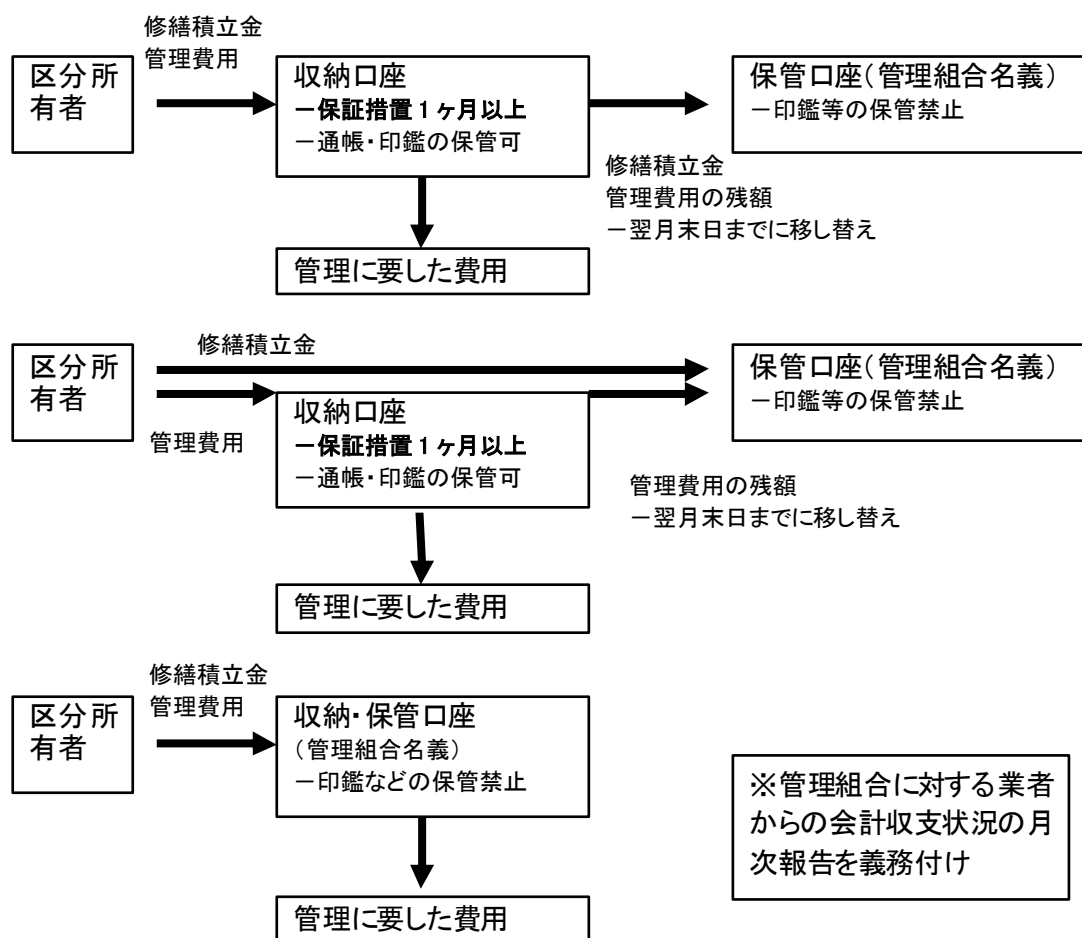 修繕積立金
管理費用
区分所
有者
収納口座
－保証措置１ヶ月以上
－通帳・印鑑の保管可
保管口座（管理組合名義）
－印鑑等の保管禁止
修繕積立金
管理費用の残額
－翌月末日までに移し替え
管理に要した費用
修繕積立金
区分所
有者
管理費用
収納口座
－保証措置１ヶ月以上
－通帳・印鑑の保管可
保管口座（管理組合名義）
－印鑑等の保管禁止
管理費用の残額
－翌月末日までに移し替え
管理に要した費用
修繕積立金
管理費用
区分所
有者
収納・保管口座
（管理組合名義）
－印鑑などの保管禁止
※管理組合に対する業者
からの会計収支状況の月
次報告を義務付け
管理に要した費用